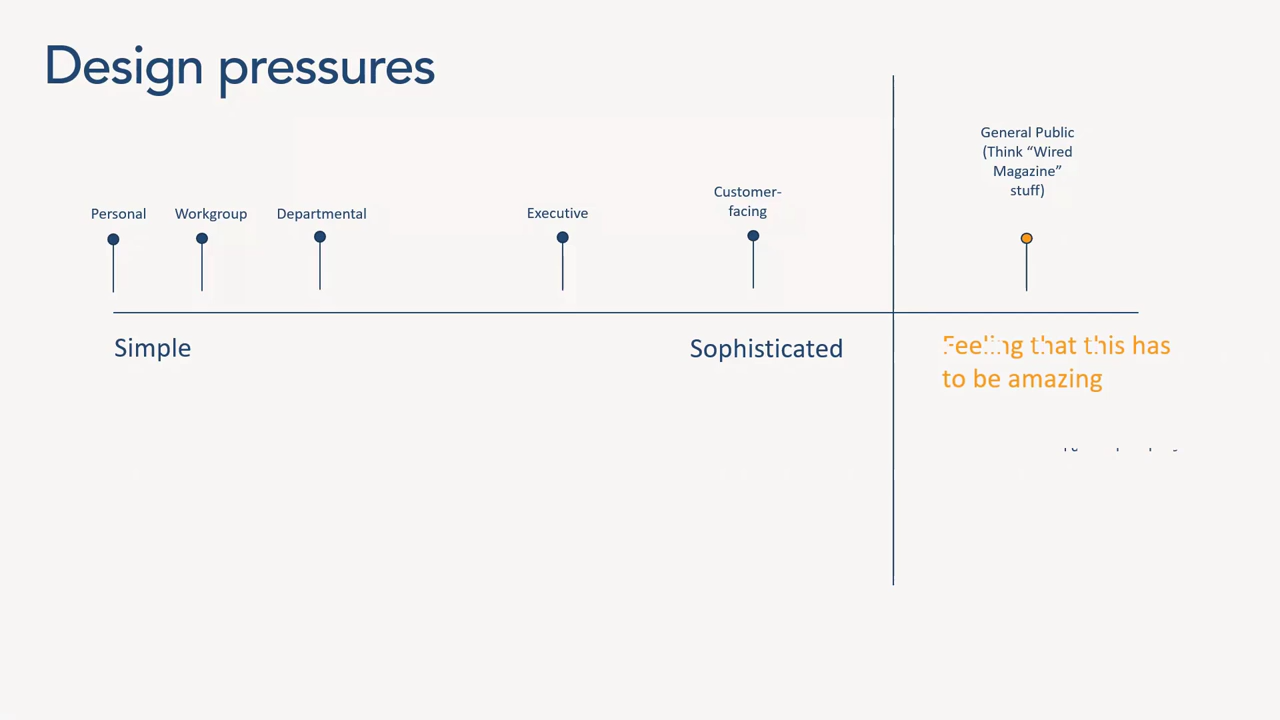 Design pressures
General Public
(Think “Wired
Magazine”
stuff)
Customer-
facing
Personal
Workgroup
Departmental
Executive
Simple
Sophisticated
Feeling that this has
to be amazing